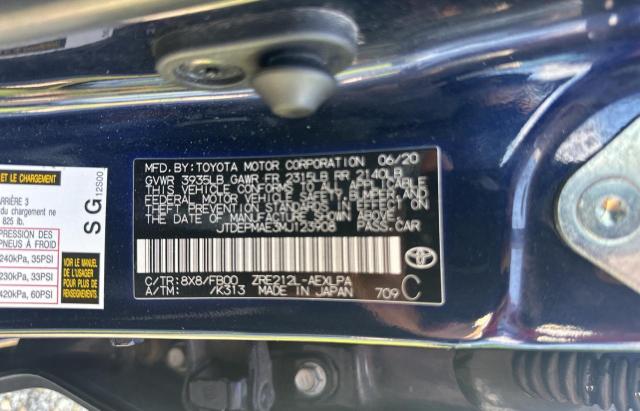 ET LE CHARGEMENT
ARRIÈRE 3
du chargement ne
825 lb.
PRESSION DES
PNEUS À FROID
240kPa, 35PSI
230kPa, 33PSI
420kPa, 60PSI
VOIR LE MANUEL
DE L'USAGER
POUR PLUS DE
RENSEIGNEMENTS
SG
12S00
MFD. BY: TOYOTA MOTOR CORPORATION 06/20
GVWR 3935LB GAWR FR 2315LB RR 2140LB
THIS VEHICLE CONFORMS TO ALL APPLICABLE
FEDERAL MOTOR VEHICLE SAFETY, BUMPER, AND
THEFT PREVENTION STANDARDS IN EFFECT ON
THE DATE OF MANUFACTURE SHOWN ABOVE.
JTDEPMAE3MJ123908 PASS. CAR
C/TR: 8X8/FB00 ZRE212L-AEXLPA
A/TM: /K313 MADE IN JAPAN 709 C